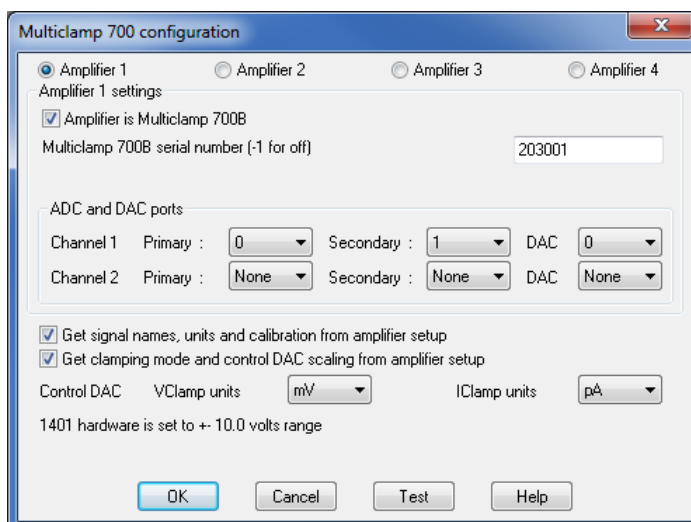 Multiclamp 700 configuration
Amplifier 1 Amplifier 2 Amplifier 3 Amplifier 4
Amplifier 1 settings
Amplifier is Multiclamp 700B
Multiclamp 700B serial number (-1 for off) 203001
ADC and DAC ports
Channel 1 Primary : 0 Secondary : 1 DAC 0
Channel 2 Primary : None Secondary : None DAC None
Get signal names, units and calibration from amplifier setup
Get clamping mode and control DAC scaling from amplifier setup
Control DAC VClamp units mV IClamp units pA
1401 hardware is set to +- 10.0 volts range
OK Cancel Test Help